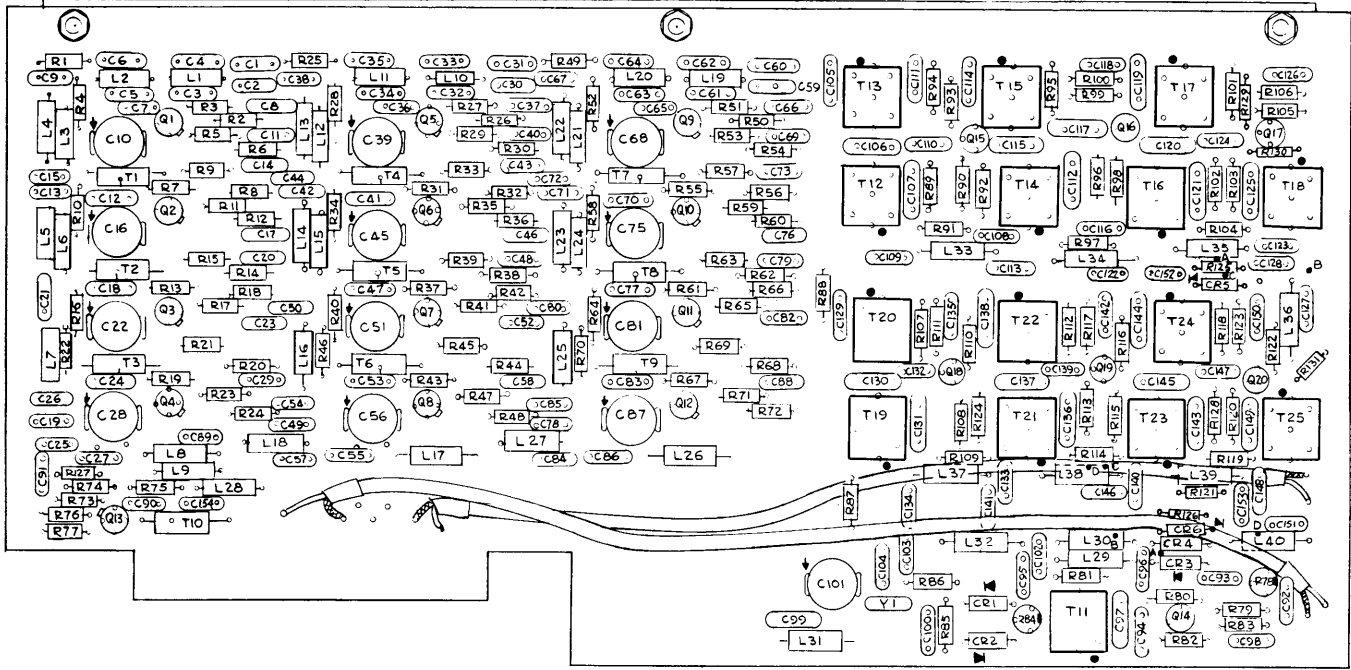 R1 C6 C4 C1 R25 C35 C33 C31 R49 C64 C62 C60
C9 L2 L1 C2 C38 L11 L10 C30 C67 L20 L19 C59 C105 T13 C111 R94 R93 C114 T15 R95 C118 R100 R99 C119 T17 R101 R129 C126 R106 R105
R4 C5 C3 R28 C34 C32 R52 C63 C61
C7 R3 C8 C36 R27 C37 C65 R51 C66
L4 L3 C10 Q1 R2 L13 L12 C39 Q5 R26 L22 L21 C68 Q9 R50
R5 C11 R29 C40 R53 C69 Q15 C117 Q16 Q17
R6 R30 R54 C106 C110 C115 C120 C124 R130
C15 T1 R9 C14 T4 R33 C43 T7 R57 C73
C13 R7 C44 R31 C72 R55 T12 C107 R89 R90 R92 T14 C112 R96 R98 T16 C121 R102 R103 C125 T18
R10 C12 R8 C42 R34 C41 R32 C71 R58 C70 R56
Q2 R11 Q6 R35 Q10 R59
L5 L6 C16 R12 L14 L15 C45 R36 L23 L24 C75 R60
C17 C46 C76 R91 C108 C116 R104
R15 C20 R39 C48 R63 C79 C109 L33 C113 R97 L34 C122 C152 L35 A C123
T2 R14 T5 R38 T8 R62 R125 C128 B
C21 R16 C18 R13 R18 R40 C47 R37 R42 R64 C77 R61 R66 R88 C CR5
R17 C50 R41 C80 R65 C82 C129 T20 R107 R111 C135 C138 T22 R112 R117 C142 C144 T24 R118 R123 C150 L36 C127
C22 Q3 C23 C51 Q7 C52 C81 Q11 R110 R116 R122
L7 R22 R21 L16 R46 R45 L25 R70 R69
T3 R20 T6 R44 T9 R68 C132 Q18 C139 Q19 C147 Q20 R131
C24 R19 C29 C53 R43 C58 C83 R67 C88 C130 C137 C145
C26 Q4 R23 C54 Q8 R47 C85 Q12 R71
C19 C28 R24 C49 C56 R48 C78 C87 R72 T19 C131 R108 R124 T21 C136 R113 R115 T23 C143 R128 R160 C149 T25
C25 C89 L18 L27
C27 L8 C57 C55 L17 C84 C86 L26 R109 R114 R119
C91 R127 L9 L37 C133 L38 D C L39
R74 R75 L28 C134 C141 C146 C140 R121 C153 C148
R73 C90 C154 R87
R76 Q13 T10 R126 D C151
R77 CR6
C104 C103 L32 C102 L30 B CR4 L40
C95 L29 A CR3
C101 R86 R81 C96 C93 R78 C92
Y1 CR1 T11 R80 R79
C99 C100 R85 R84 C97 C94 Q14 R83
L31 CR2 R82 C98